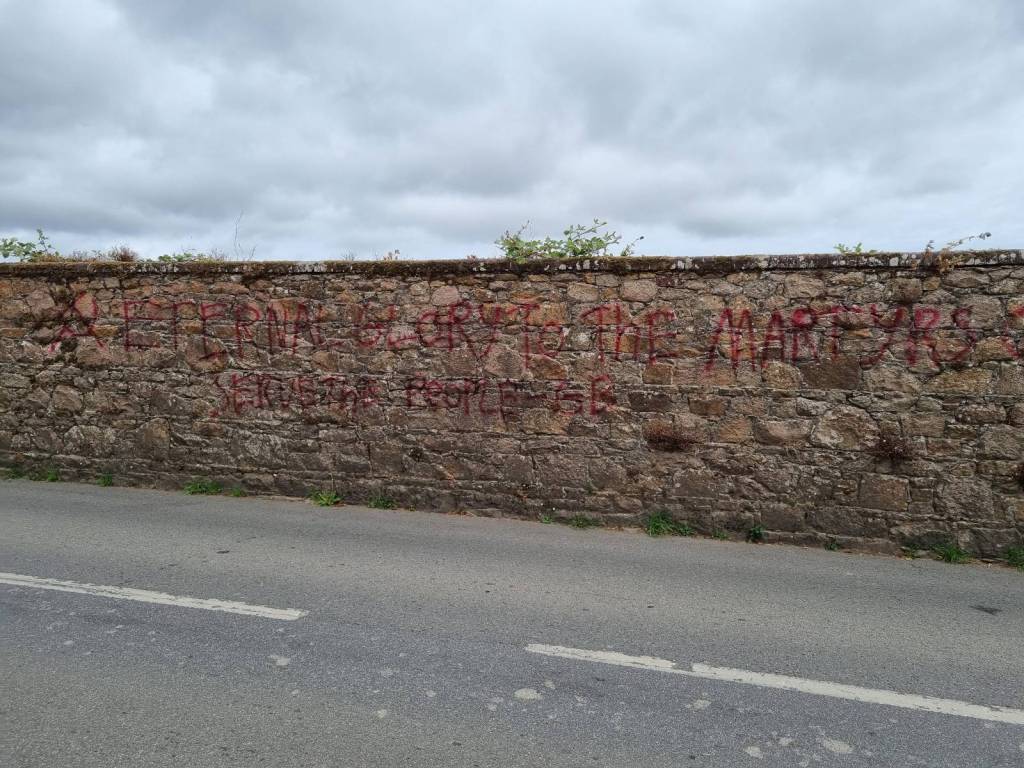 ETERNAL GLORY To The MARTYRS
SERVE THE PEOPLE